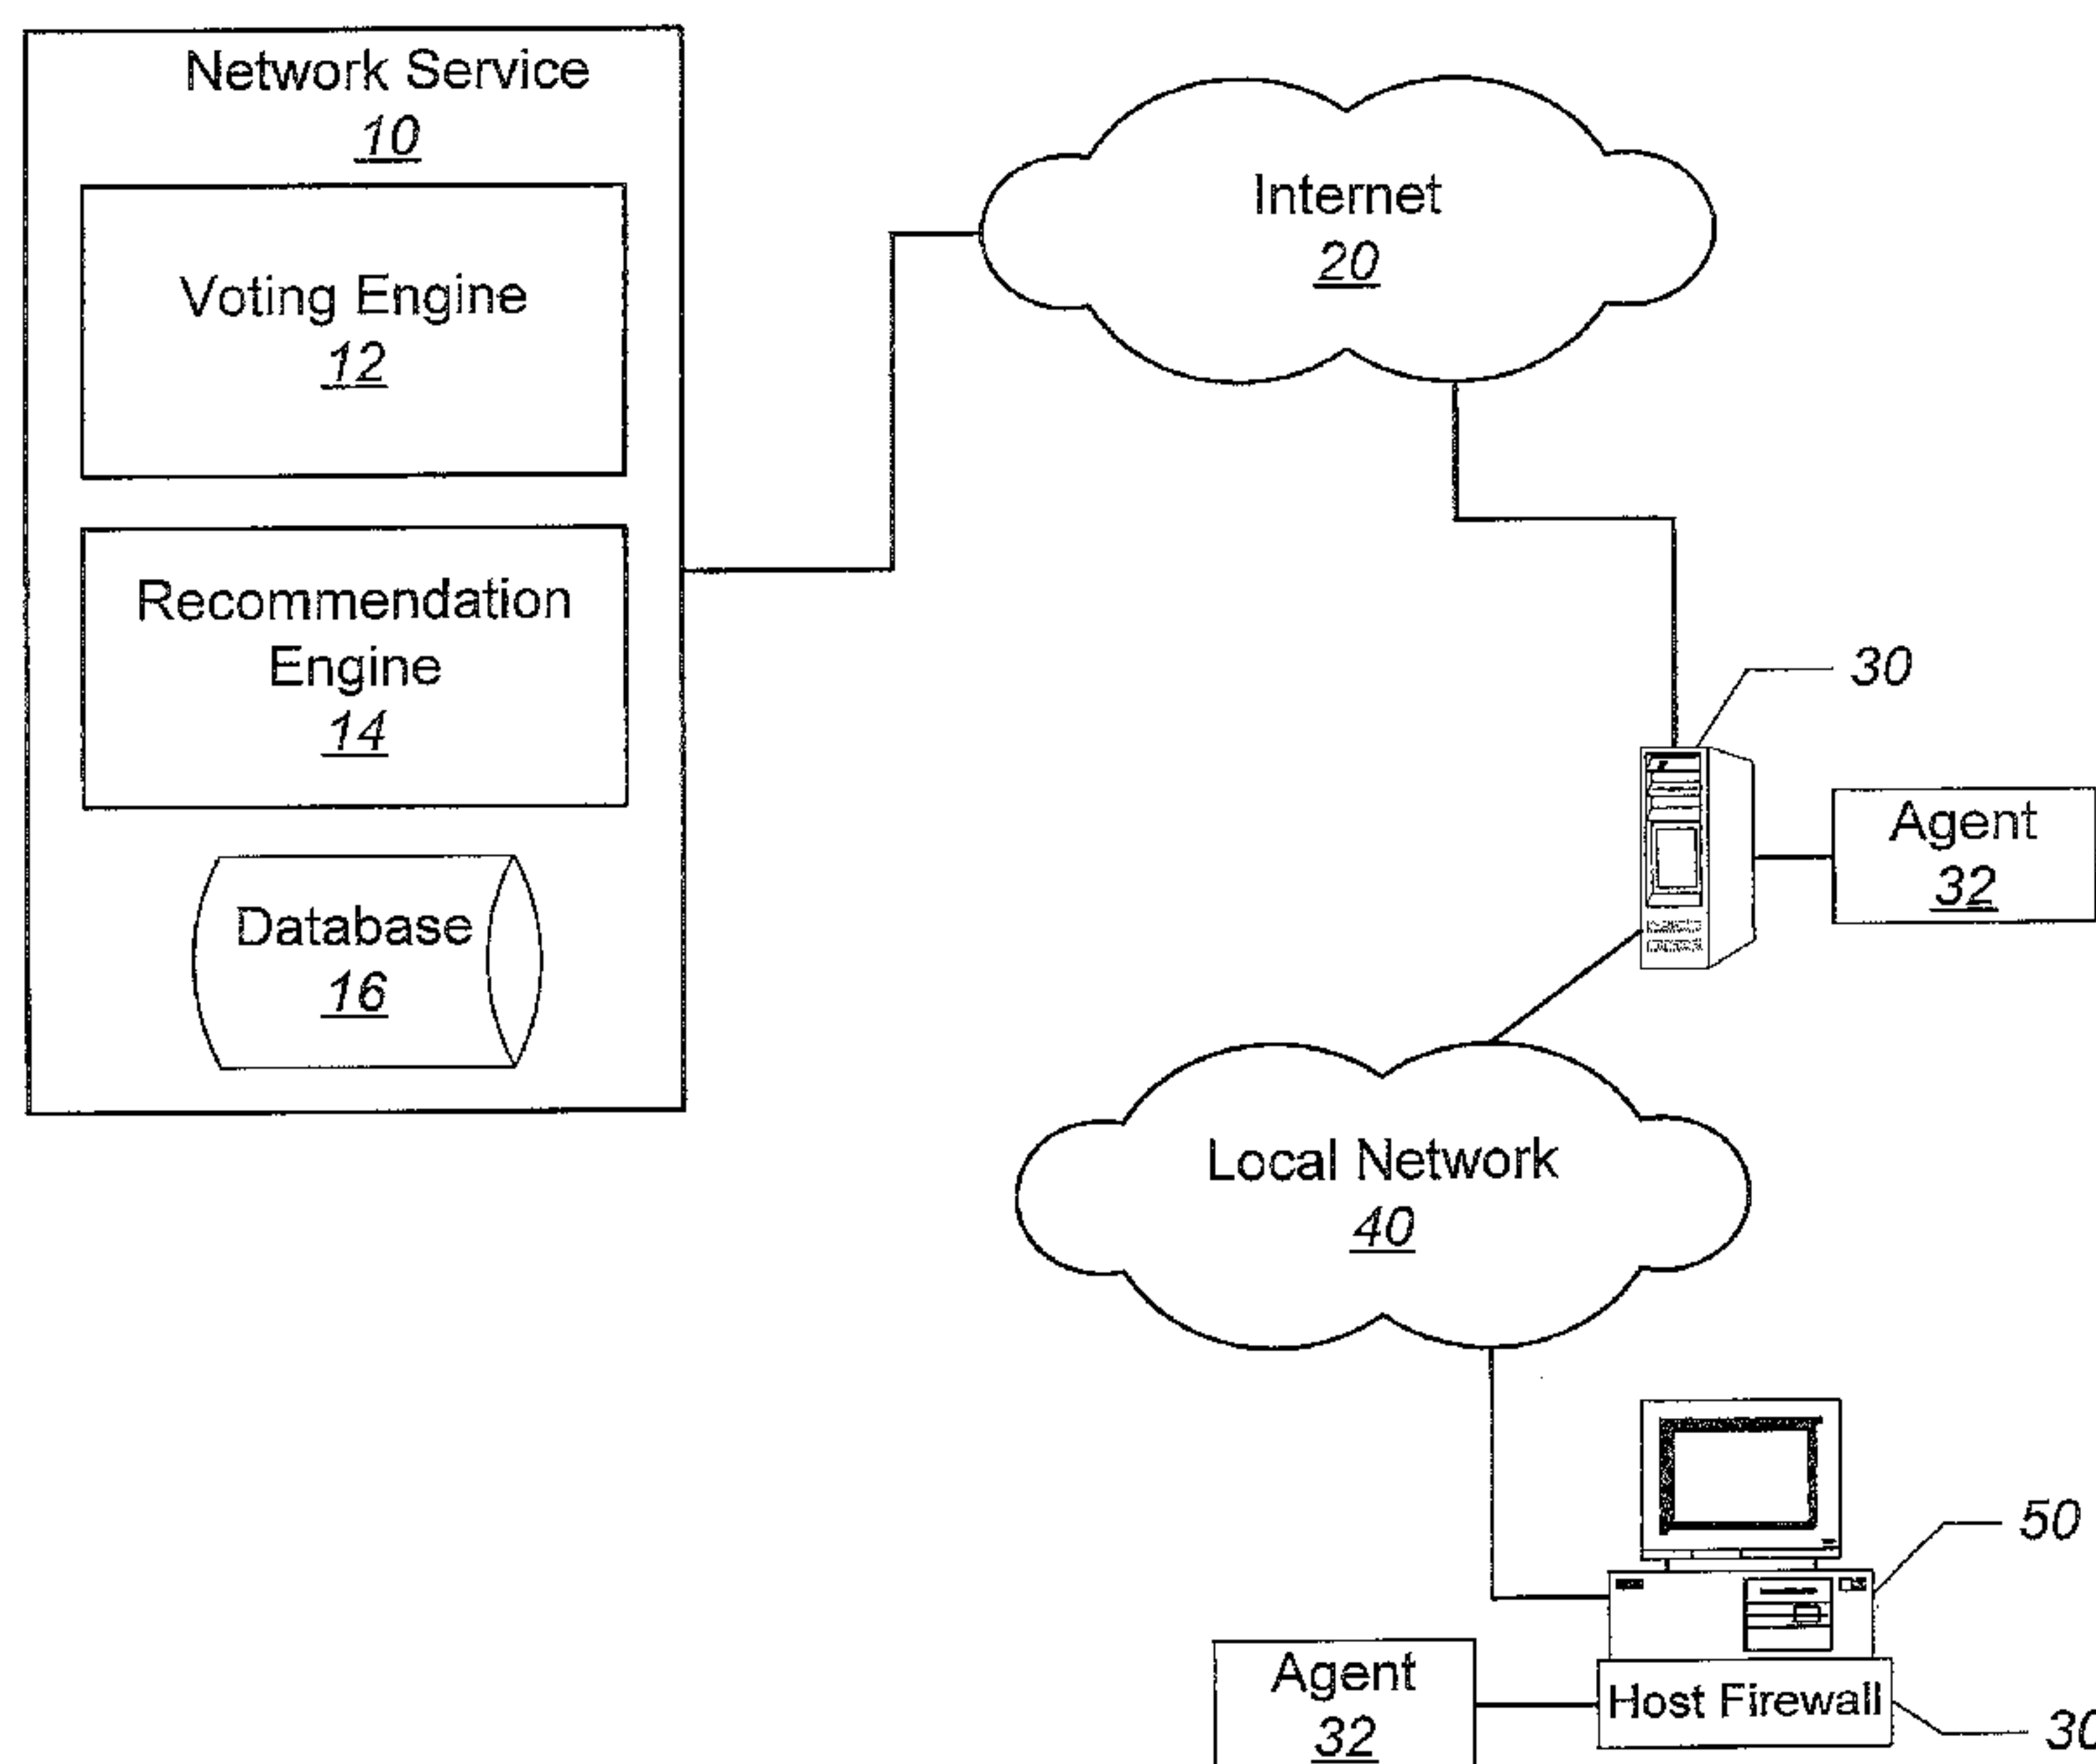 Network Service
10
Voting Engine
12
Recommendation
Engine
14
Database
16
Internet
20
30
Agent
32
Local Network
40
50
Agent
32
Host Firewall
30